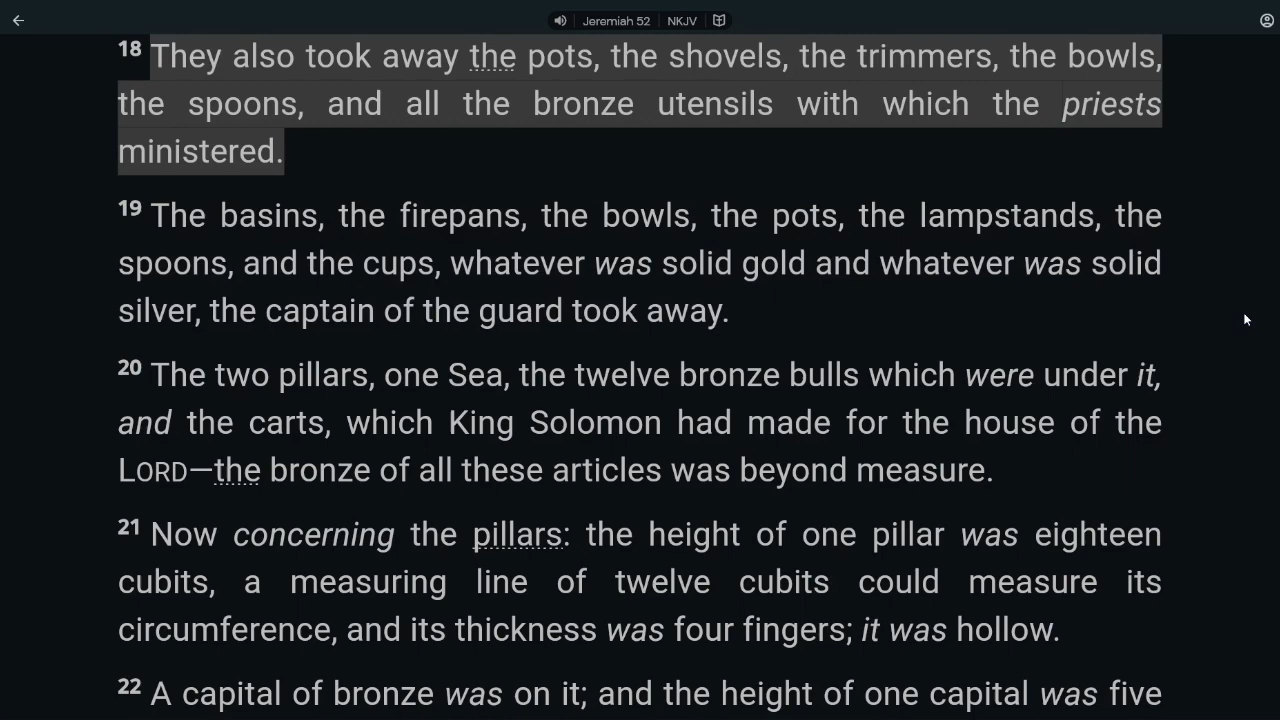 Jeremiah 52 NKJV
18 They also took away the pots, the shovels, the trimmers, the bowls,
the spoons, and all the bronze utensils with which the priests
ministered.
19 The basins, the firepans, the bowls, the pots, the lampstands, the
spoons, and the cups, whatever was solid gold and whatever was solid
silver, the captain of the guard took away.
20 The two pillars, one Sea, the twelve bronze bulls which were under it,
and the carts, which King Solomon had made for the house of the
LORD—the bronze of all these articles was beyond measure.
21 Now concerning the pillars: the height of one pillar was eighteen
cubits, a measuring line of twelve cubits could measure its
circumference, and its thickness was four fingers; it was hollow.
22 A capital of bronze was on it; and the height of one capital was five